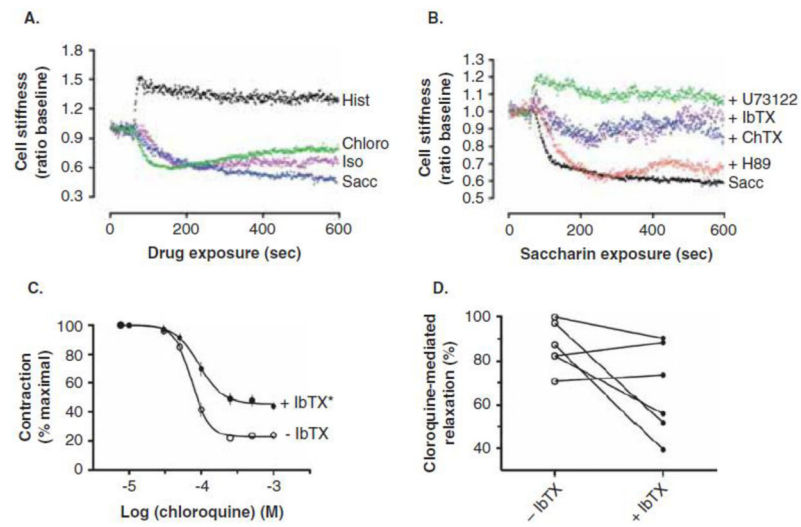 A.
Cell stiffness
(ratio baseline)
1.8
1.5
1.2
0.9
0.6
0.3
Hist
Chloro
Iso
Sacc
0
200
400
600
Drug exposure (sec)
B.
Cell stiffness
(ratio baseline)
1.3
1.2
1.1
1.0
0.9
0.8
0.7
0.6
0.5
+ U73122
+ IbTX
+ ChTX
+ H89
Sacc
0
200
400
600
Saccharin exposure (sec)
C.
Contraction
(% maximal)
100
80
60
40
20
0
+ IbTX*
- IbTX
-5
-4
-3
Log (chloroquine) (M)
D.
Cloroquine-mediated
relaxation (%)
100
80
60
40
– IbTX
+ IbTX